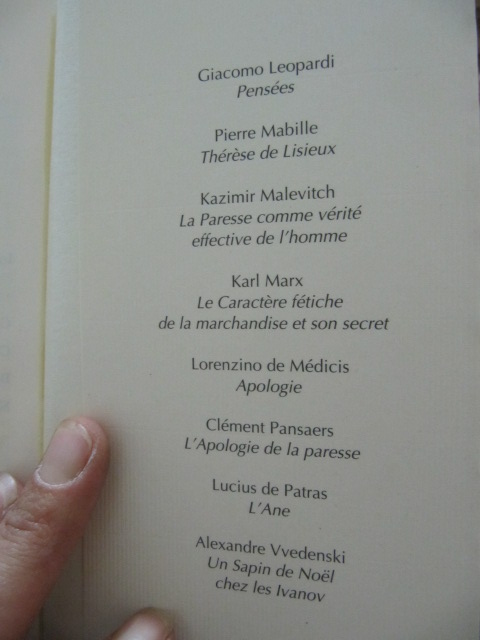 Giacomo Leopardi
Pensées
Pierre Mabille
Thérèse de Lisieux
Kazimir Malevitch
La Paresse comme vérité
effective de l'homme
Karl Marx
Le Caractère fétiche
de la marchandise et son secret
Lorenzino de Médicis
Apologie
Clément Pansaers
L'Apologie de la paresse
Lucius de Patras
L'Ane
Alexandre Vvedenski
Un Sapin de Noël
chez les Ivanov